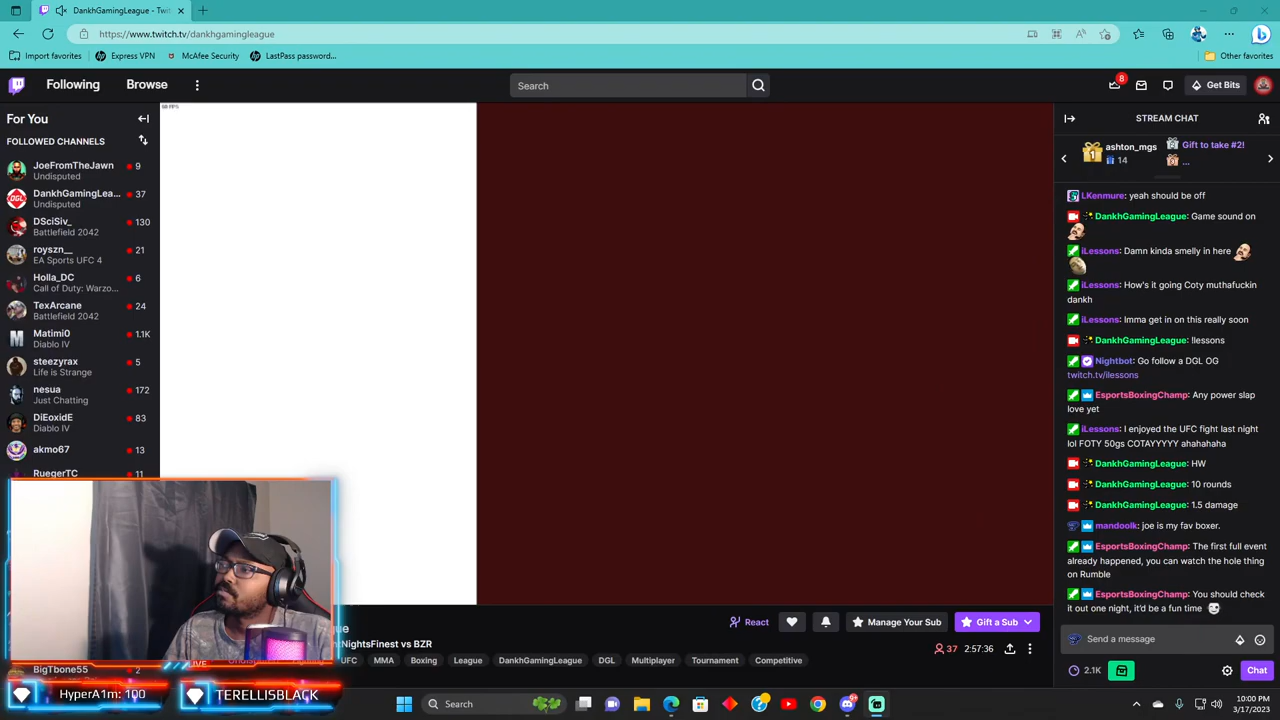 DankhGamingLeague - Twit
https://www.twitch.tv/dankhgamingleague
Import favorites
Express VPN
McAfee Security
LastPass password...
Other favorites
Following
Browse
Search
8
Get Bits
For You
FOLLOWED CHANNELS
JoeFromTheJawn 9
Undisputed
DankhGamingLea... 37
Undisputed
DSciSiv_ 130
Battlefield 2042
royszn__ 21
EA Sports UFC 4
Holla_DC 6
Call of Duty: Warzo...
TexArcane 24
Battlefield 2042
Matimi0 1.1K
Diablo IV
steezyrax 5
Life is Strange
nesua 172
Just Chatting
DiEoxidE 83
Diablo IV
akmo67 13
RuegerTC 11
BigTbone55 2
LIVE
HyperA1m: 100
TERELLISBLACK
React
Manage Your Sub
Gift a Sub
:NightsFinest vs BZR
37 2:57:36
UFC MMA Boxing League DankhGamingLeague DGL Multiplayer Tournament Competitive
STREAM CHAT
1 ashton_mgs
14
Gift to take #2!
...
LKenmure: yeah should be off
DankhGamingLeague: Game sound on
iLessons: Damn kinda smelly in here
iLessons: How's it going Coty muthafuckin
dankh
iLessons: Imma get in on this really soon
DankhGamingLeague: !lessons
Nightbot: Go follow a DGL OG
twitch.tv/ilessons
EsportsBoxingChamp: Any power slap
love yet
iLessons: I enjoyed the UFC fight last night
lol FOTY 50gs COTAYYYYY ahahaha
DankhGamingLeague: HW
DankhGamingLeague: 10 rounds
DankhGamingLeague: 1.5 damage
mandoolk: joe is my fav boxer.
EsportsBoxingChamp: The first full event
already happened, you can watch the hole thing
on Rumble
EsportsBoxingChamp: You should check
it out one night, it'd be a fun time
Send a message
2.1K
Chat
Search
10:00 PM
3/17/2023